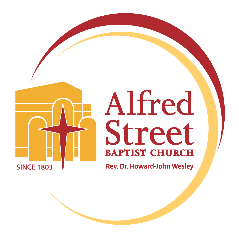 Alfred
Street
BAPTIST CHURCH
SINCE 1803
Rev. Dr. Howard-John Wesley